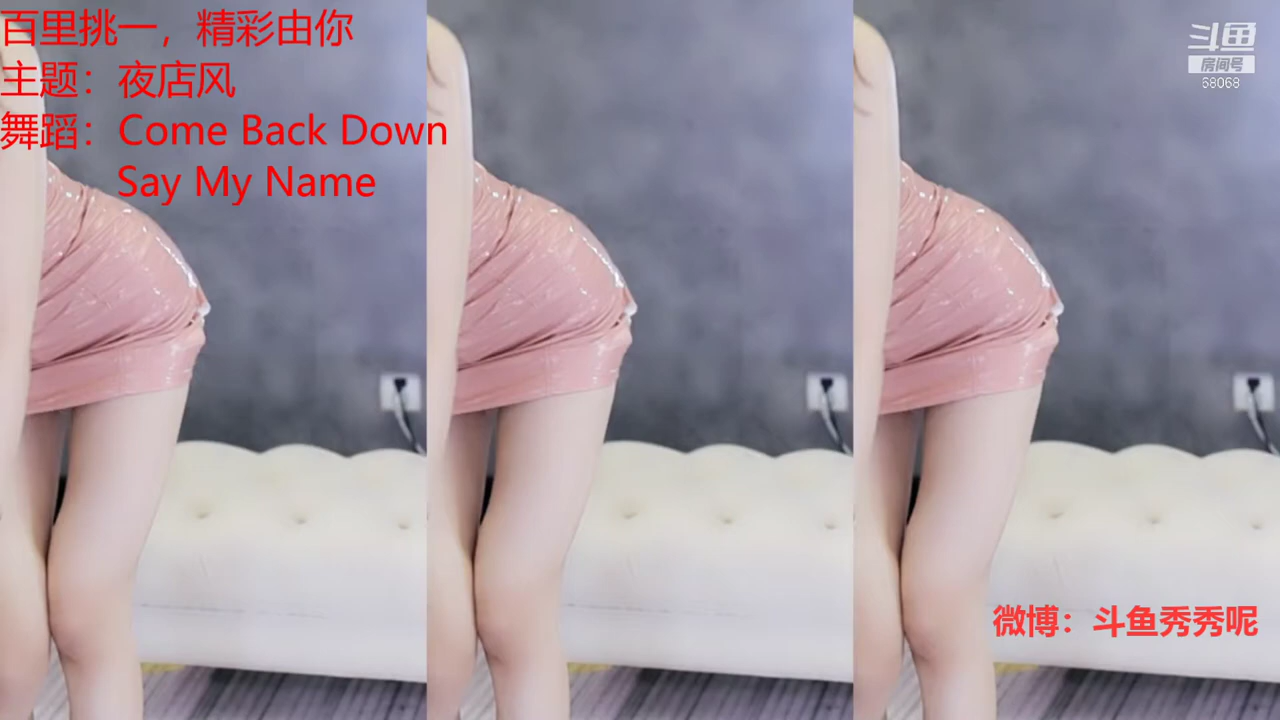 百里挑一，精彩由你
主题：夜店风
舞蹈：Come Back Down
Say My Name
斗鱼
房间号
68068
微博：斗鱼秀秀呢